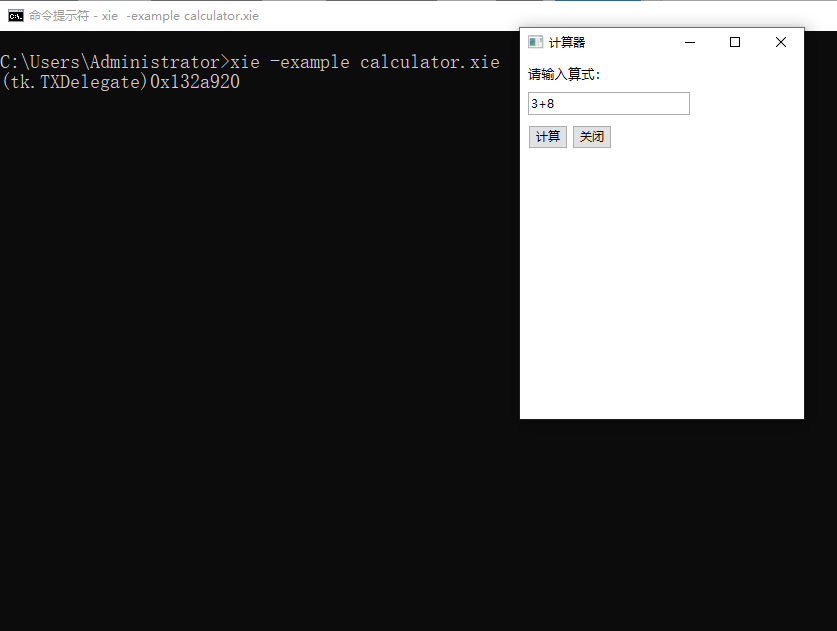 命令提示符 - xie  -example calculator.xie
C:\Users\Administrator>xie -example calculator.xie
(tk.TXDelegate)0x132a920
计算器
请输入算式:
3+8
计算 关闭